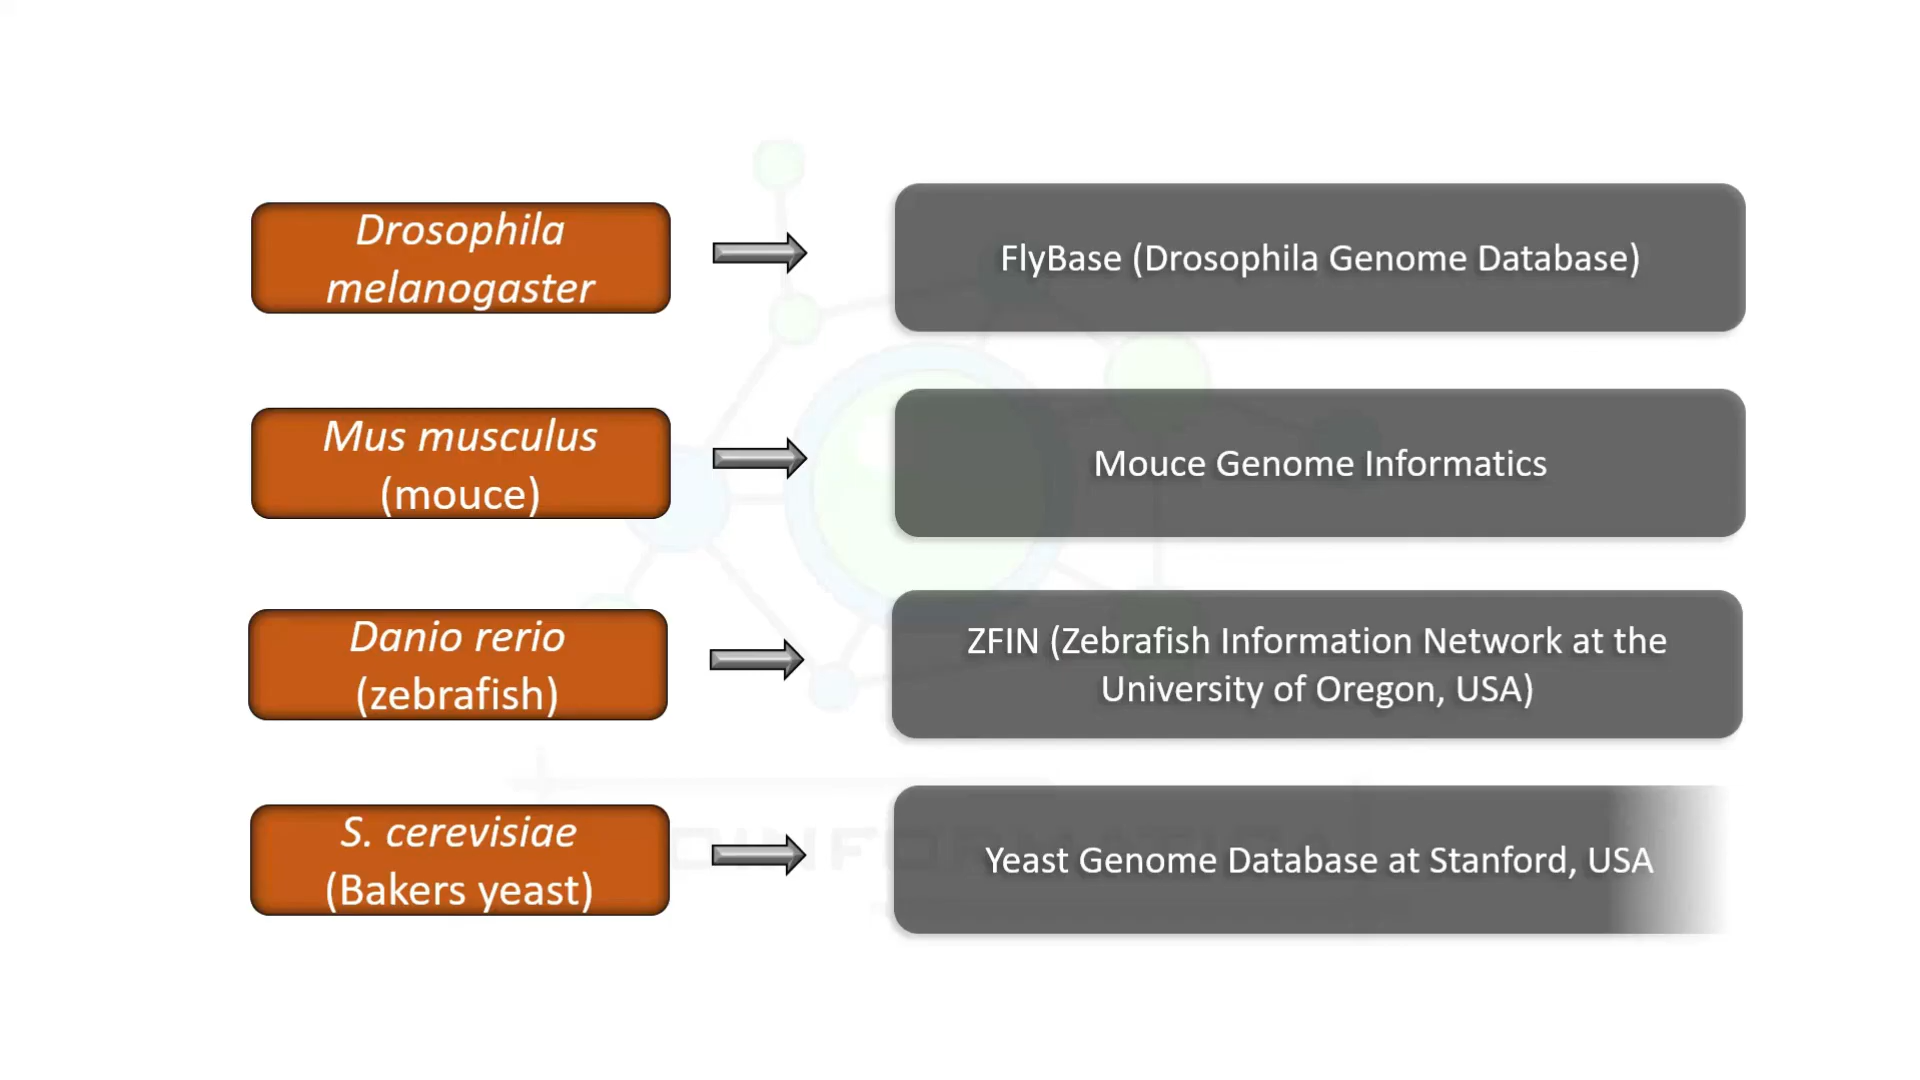 Drosophila
melanogaster
FlyBase (Drosophila Genome Database)
Mus musculus
(mouce)
Mouce Genome Informatics
Danio rerio
(zebrafish)
ZFIN (Zebrafish Information Network at the
University of Oregon, USA)
S. cerevisiae
(Bakers yeast)
Yeast Genome Database at Stanford, USA